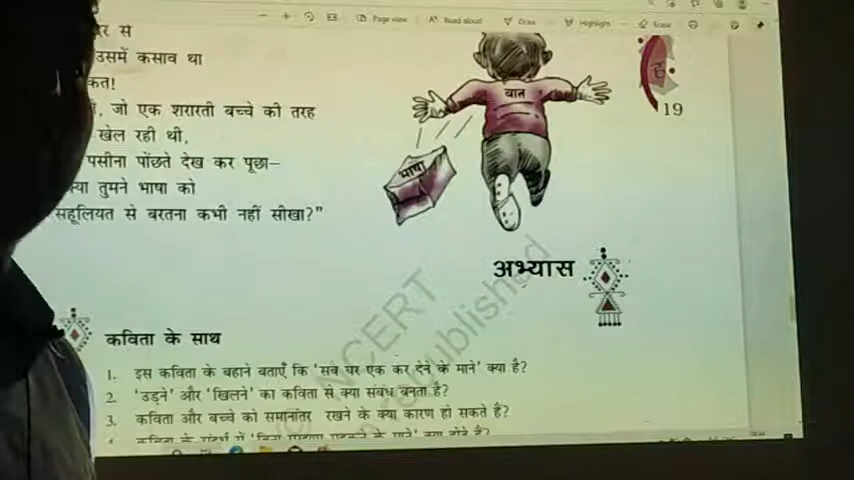 Page view Read aloud Draw Highlight Erase
से
उसमें कसाव था
जो एक शरारती बच्चे की तरह
खेल रही थी,
पसीना पोंछते देख कर पूछा–
तुमने भाषा को
सहूलियत से बरतना कभी नहीं सीखा?”
बात
भाषा
19
अभ्यास
कविता के साथ
1. इस कविता के बहाने बताएँ कि ‘सब घर एक कर देने के माने’ क्या है?
2. ‘उड़ने’ और ‘खिलने’ का कविता से क्या संबंध बनता है?
3. कविता और बच्चे को समानांतर रखने के क्या कारण हो सकते हैं?
© NCERT
republished